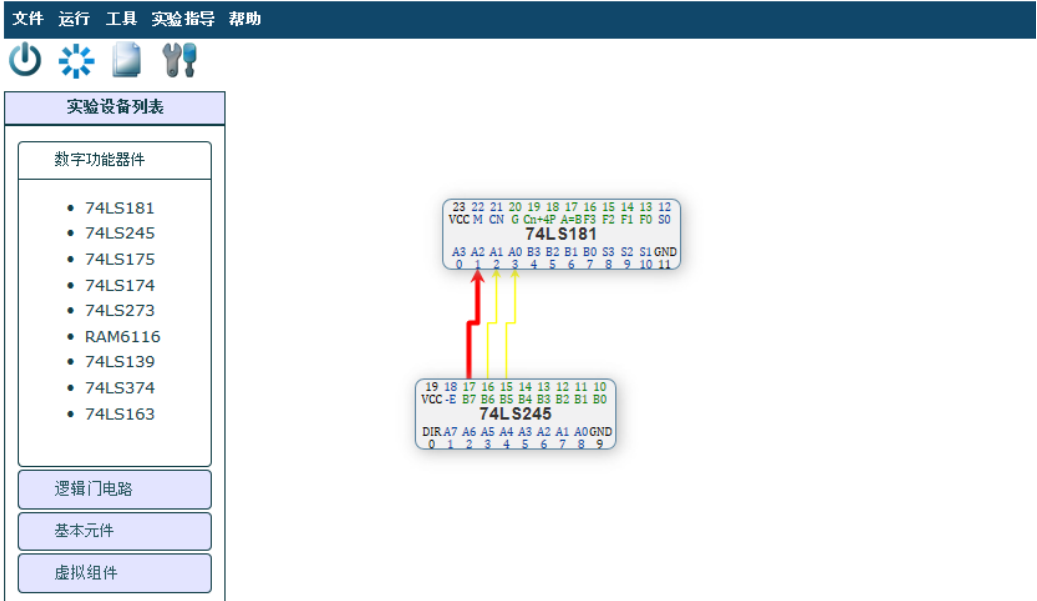 文件 运行 工具 实验指导 帮助
实验设备列表
数字功能器件
74LS181
74LS245
74LS175
74LS174
74LS273
RAM6116
74LS139
74LS374
74LS163
逻辑门电路
基本元件
虚拟组件
23 22 21 20 19 18 17 16 15 14 13 12
VCC M CN G Cn+4P A=BF3 F2 F1 F0 S0
74LS181
A3 A2 A1 A0 B3 B2 B1 B0 S3 S2 S1 GND
0 1 2 3 4 5 6 7 8 9 10 11
19 18 17 16 15 14 13 12 11 10
VCC -E B7 B6 B5 B4 B3 B2 B1 B0
74LS245
DIR A7 A6 A5 A4 A3 A2 A1 A0 GND
0 1 2 3 4 5 6 7 8 9